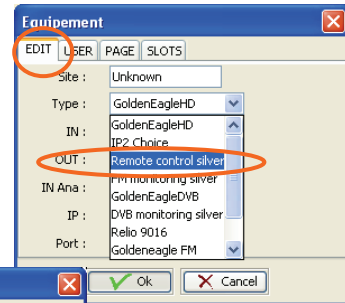 Equipement
EDIT USER PAGE SLOTS
Site : Unknown
Type : GoldenEagleHD
IN : GoldenEagleHD
IP2 Choice
OUT : Remote control silver
FM monitoring silver
IN Ana : GoldenEagleDVB
IP : DVB monitoring silver
Relio 9016
Port : Goldeneagle FM
Ok Cancel